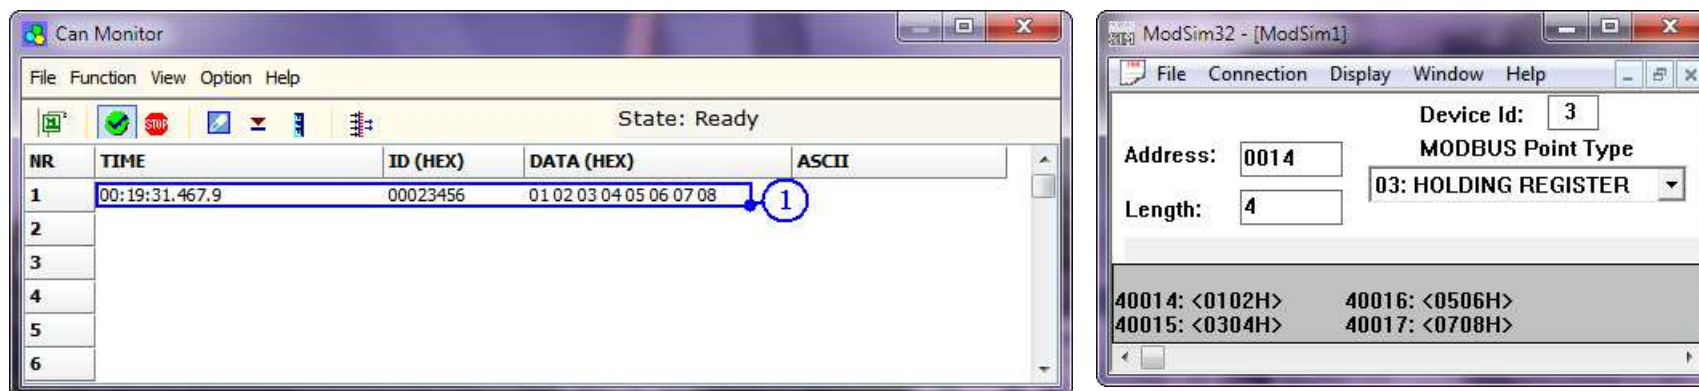 Can Monitor
File Function View Option Help
STOP
State: Ready
NR TIME ID (HEX) DATA (HEX) ASCII
1 00:19:31.467.9 00023456 01 02 03 04 05 06 07 08 1
2
3
4
5
6
ModSim32 - [ModSim1]
File Connection Display Window Help
Device Id: 3
Address: 0014
MODBUS Point Type
03: HOLDING REGISTER
Length: 4
40014: <0102H> 40016: <0506H>
40015: <0304H> 40017: <0708H>